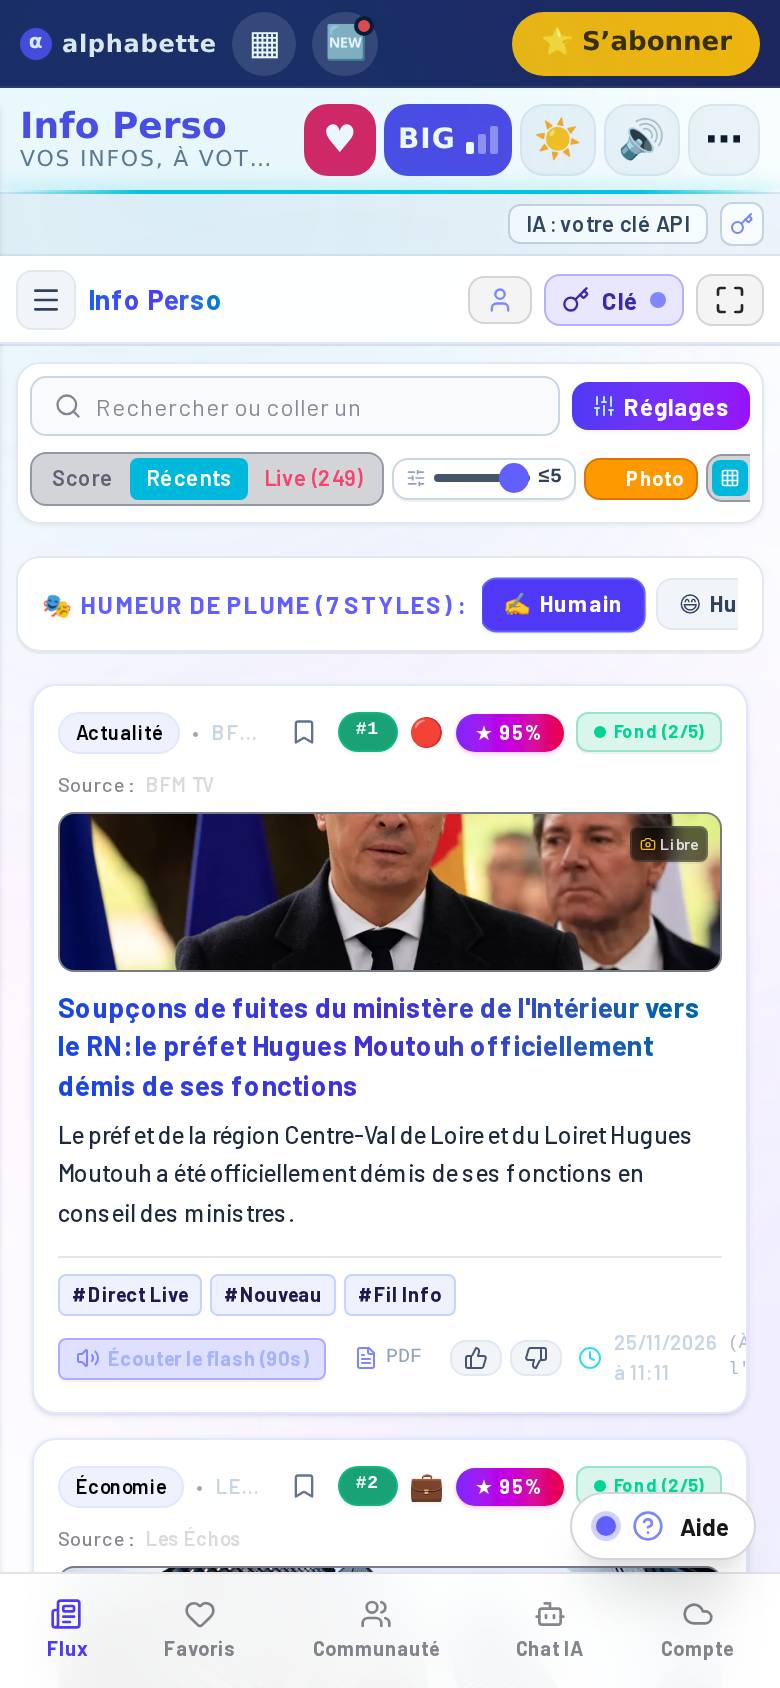 α alphabette NEW ⭐ S’abonner
Info Perso
VOS INFOS, À VOT…
BIG
IA : votre clé API
Info Perso
Clé
Rechercher ou coller un
Réglages
Score Récents Live (249) ≤5 Photo
🎭 HUMEUR DE PLUME (7 STYLES) : ✍️ Humain 😄 Hu
Actualité • BF… #1 ★ 95% Fond (2/5)
Source : BFM TV
Libre
Soupçons de fuites du ministère de l'Intérieur vers
le RN: le préfet Hugues Moutouh officiellement
démis de ses fonctions
Le préfet de la région Centre-Val de Loire et du Loiret Hugues
Moutouh a été officiellement démis de ses fonctions en
conseil des ministres.
#Direct Live #Nouveau #Fil Info
Écouter le flash (90s) PDF
25/11/2026
à 11:11
(À
l'
Économie • LE… #2 ★ 95% Fond (2/5)
Source : Les Échos
Aide
Flux Favoris Communauté Chat IA Compte